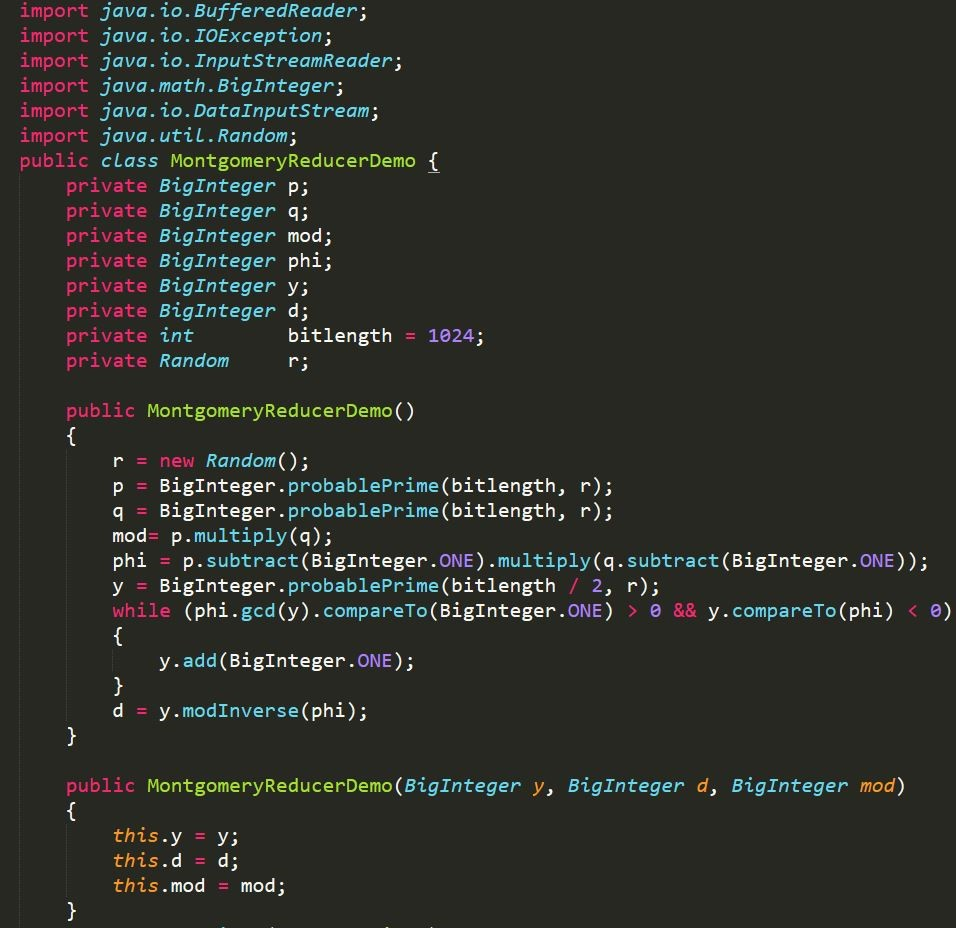 import java.io.BufferedReader;
import java.io.IOException;
import java.io.InputStreamReader;
import java.math.BigInteger;
import java.io.DataInputStream;
import java.util.Random;
public class MontgomeryReducerDemo {
    private BigInteger p;
    private BigInteger q;
    private BigInteger mod;
    private BigInteger phi;
    private BigInteger y;
    private BigInteger d;
    private int        bitlength = 1024;
    private Random     r;

    public MontgomeryReducerDemo()
    {
        r = new Random();
        p = BigInteger.probablePrime(bitlength, r);
        q = BigInteger.probablePrime(bitlength, r);
        mod= p.multiply(q);
        phi = p.subtract(BigInteger.ONE).multiply(q.subtract(BigInteger.ONE));
        y = BigInteger.probablePrime(bitlength / 2, r);
        while (phi.gcd(y).compareTo(BigInteger.ONE) > 0 && y.compareTo(phi) < 0)
        {
            y.add(BigInteger.ONE);
        }
        d = y.modInverse(phi);
    }

    public MontgomeryReducerDemo(BigInteger y, BigInteger d, BigInteger mod)
    {
        this.y = y;
        this.d = d;
        this.mod = mod;
    }